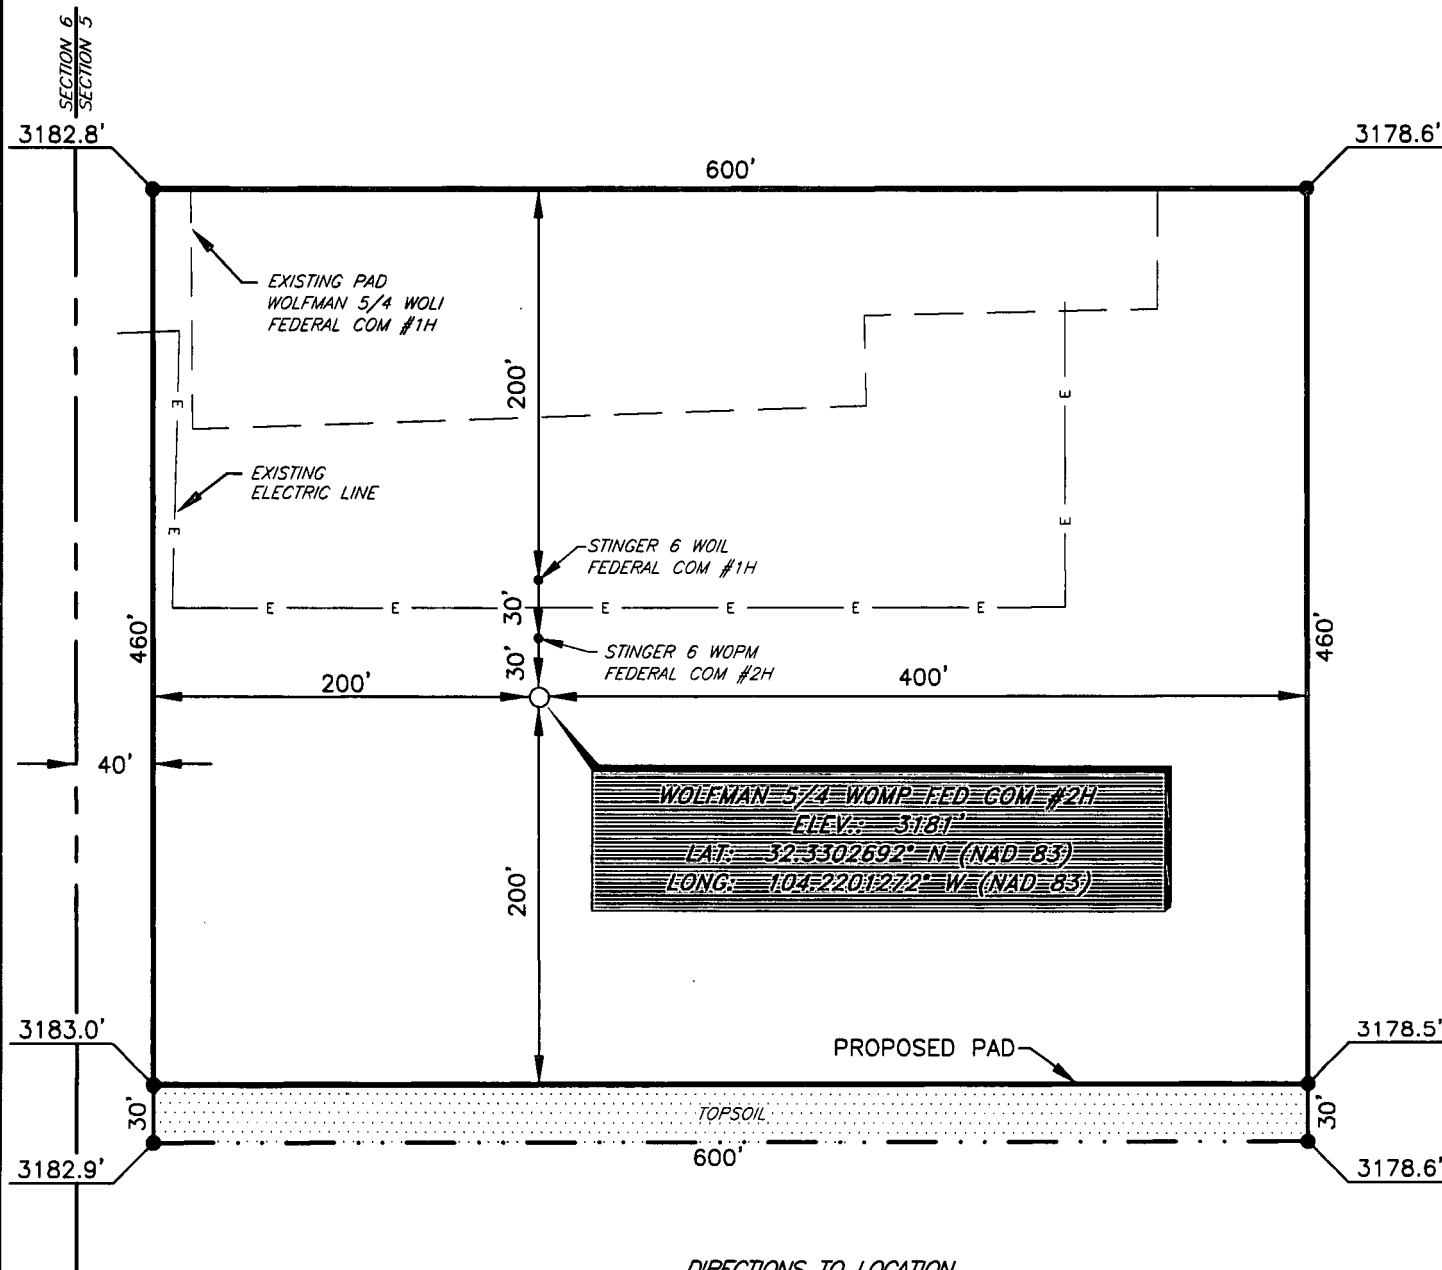 SECTION 6
SECTION 5
3182.8'
3178.6'
600'
EXISTING PAD
WOLFMAN 5/4 WOLI
FEDERAL COM #1H
200'
E
E
EXISTING
ELECTRIC LINE
E
E
STINGER 6 WOIL
FEDERAL COM #1H
30'
E E E E E E
460'
460'
30'
STINGER 6 WOPM
FEDERAL COM #2H
200'
400'
40'
WOLFMAN 5/4 WOMP FED COM #2H
ELEV.: 3181'
LAT: 32.3302692° N (NAD 83)
LONG: 104.2201272° W (NAD 83)
200'
3183.0'
PROPOSED PAD
3178.5'
30'
TOPSOIL
30'
3182.9'
600'
3178.6'
DIRECTIONS TO LOCATION